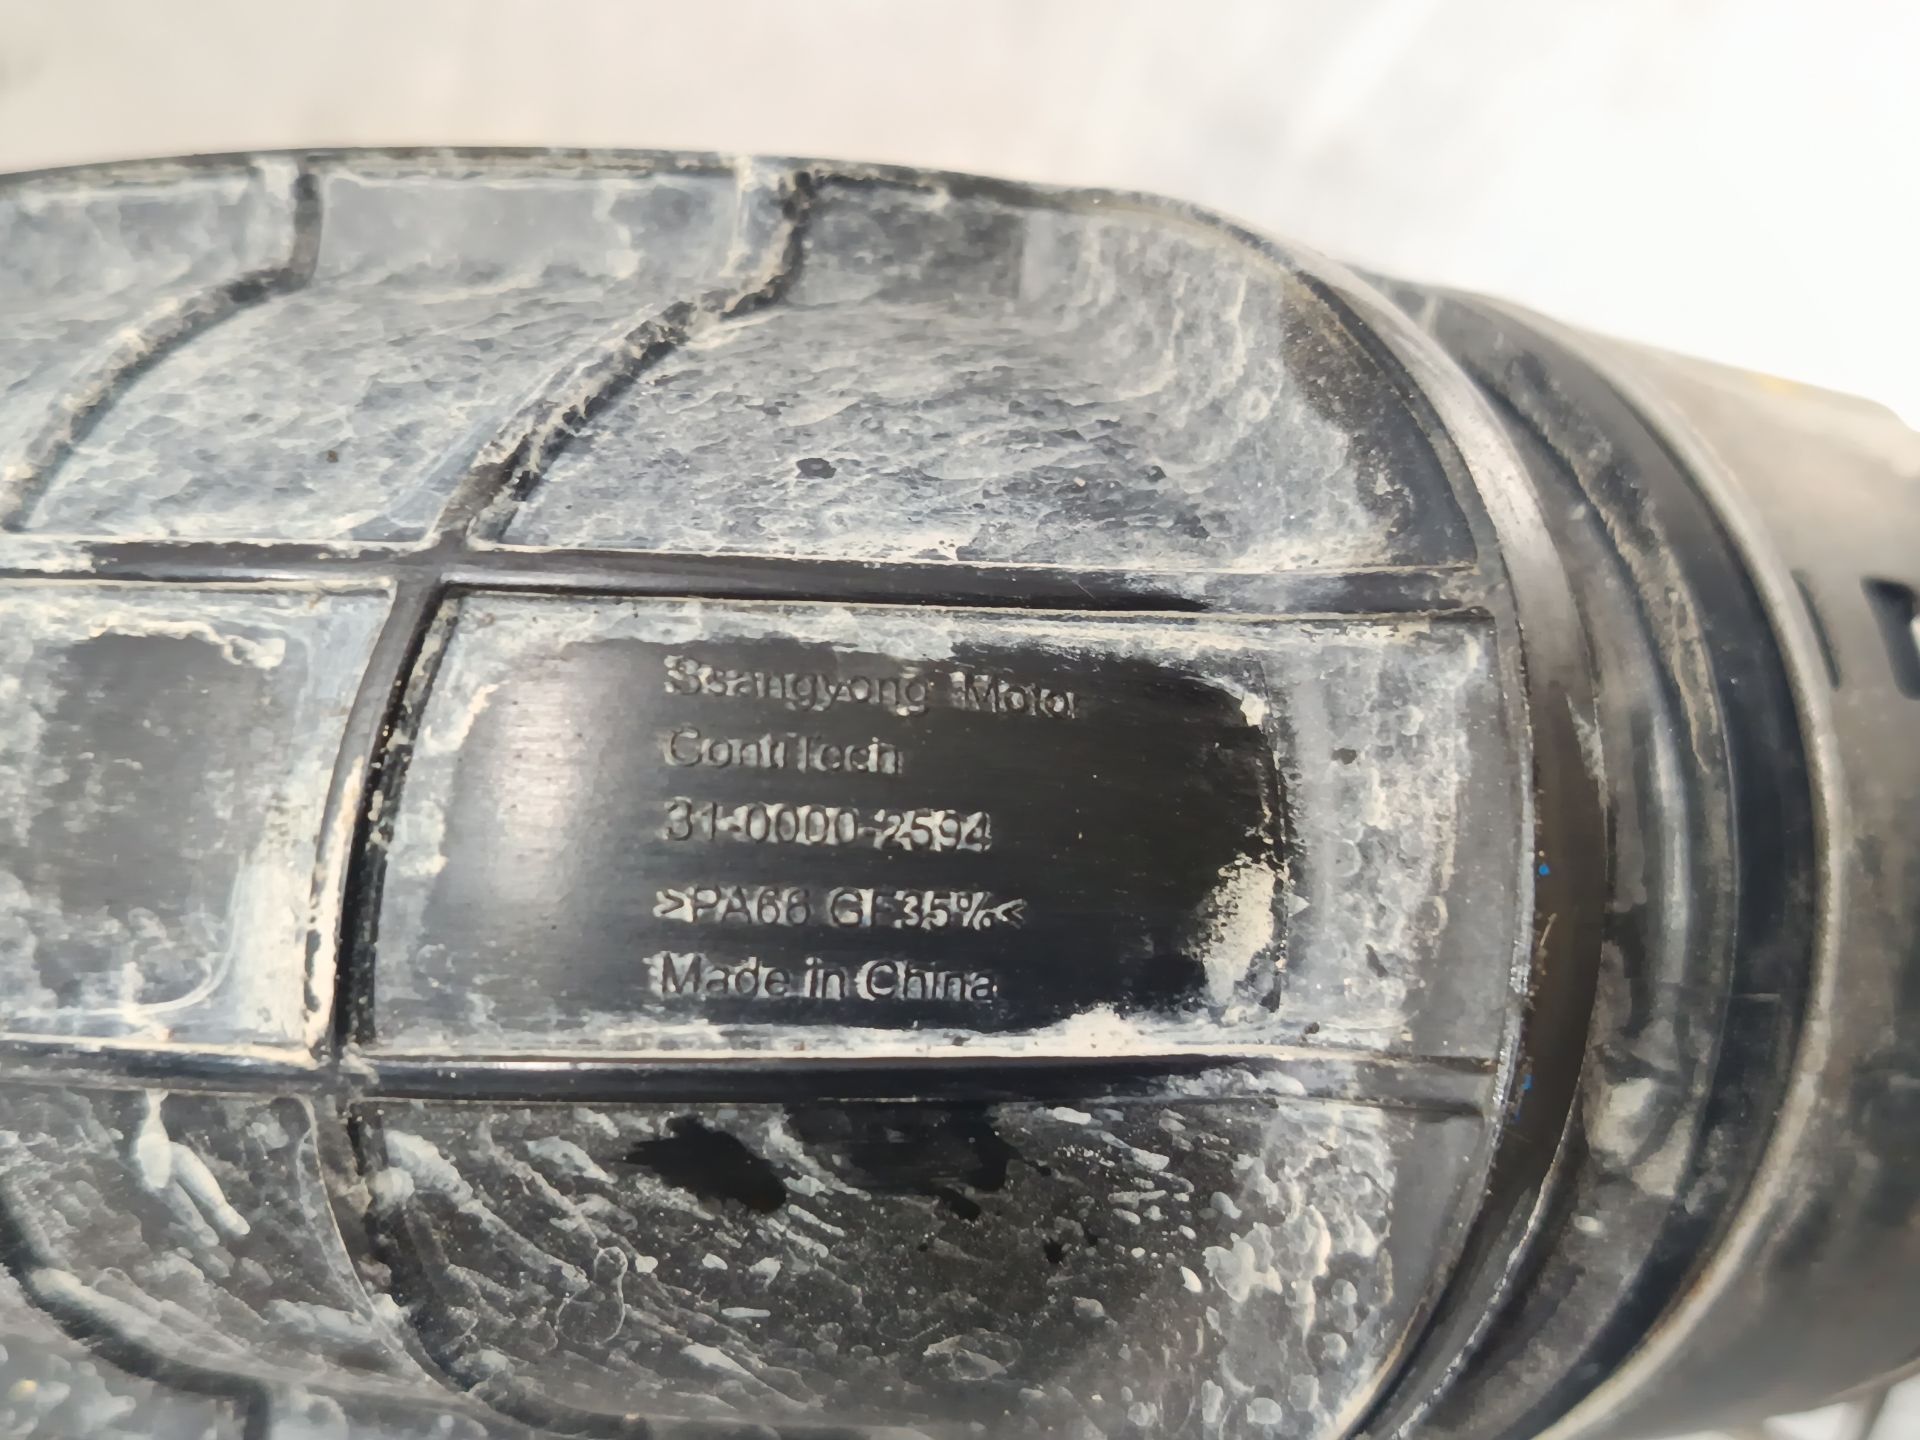 Ssangyong Motor
ContiTech
31-0000-2594
>PA66 GF35%<
Made in China